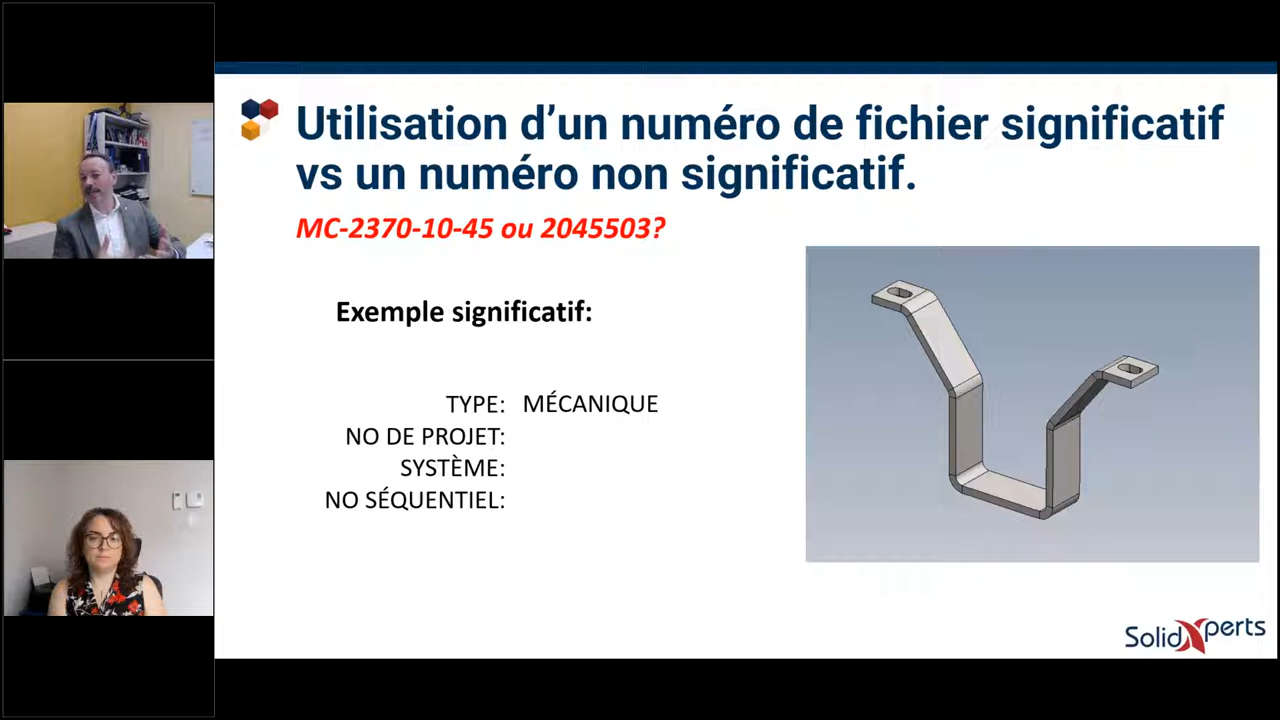 Utilisation d’un numéro de fichier significatif
vs un numéro non significatif.
MC-2370-10-45 ou 2045503?
Exemple significatif:
TYPE: MÉCANIQUE
NO DE PROJET:
SYSTÈME:
NO SÉQUENTIEL:
SolidXperts